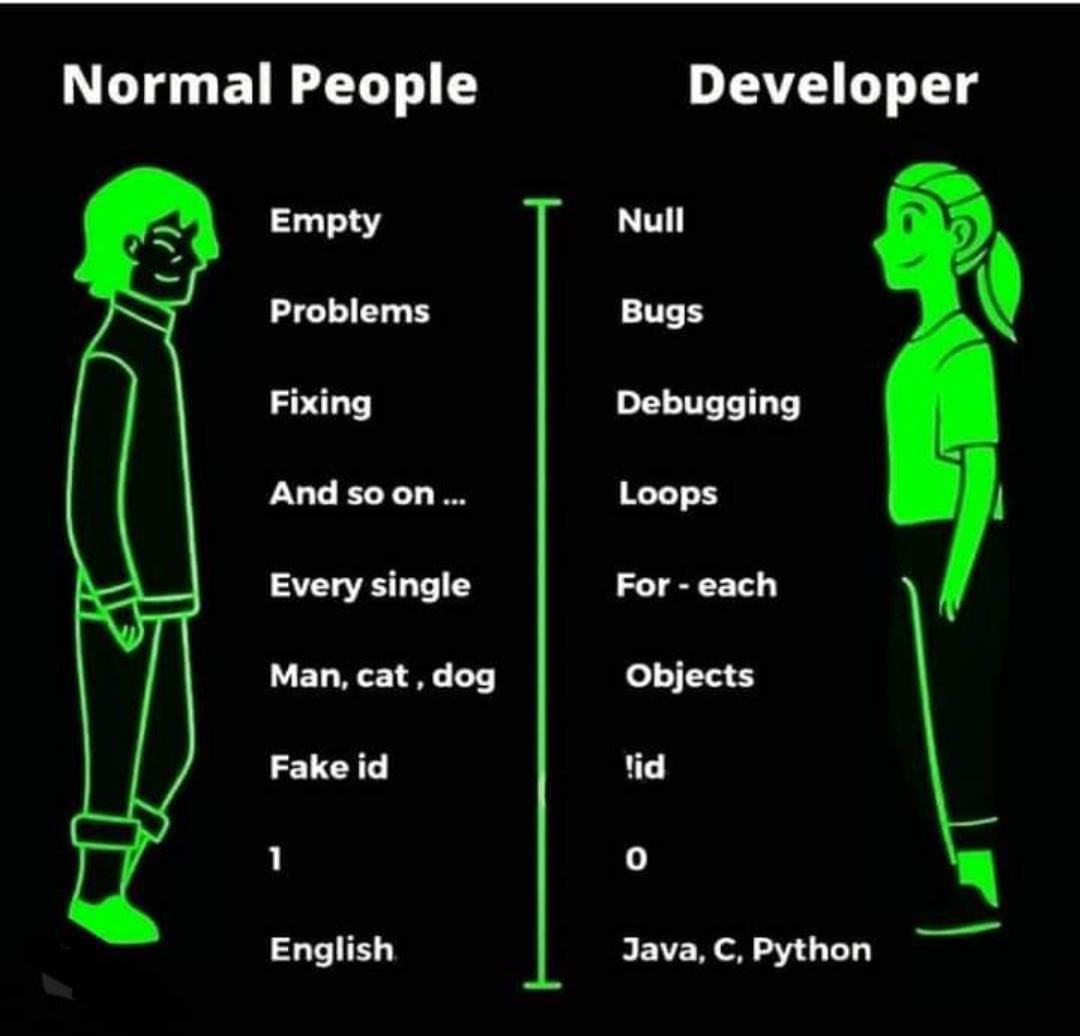 Normal People
Developer
Empty
Null
Problems
Bugs
Fixing
Debugging
And so on ...
Loops
Every single
For - each
Man, cat , dog
Objects
Fake id
!id
1
0
English
Java, C, Python